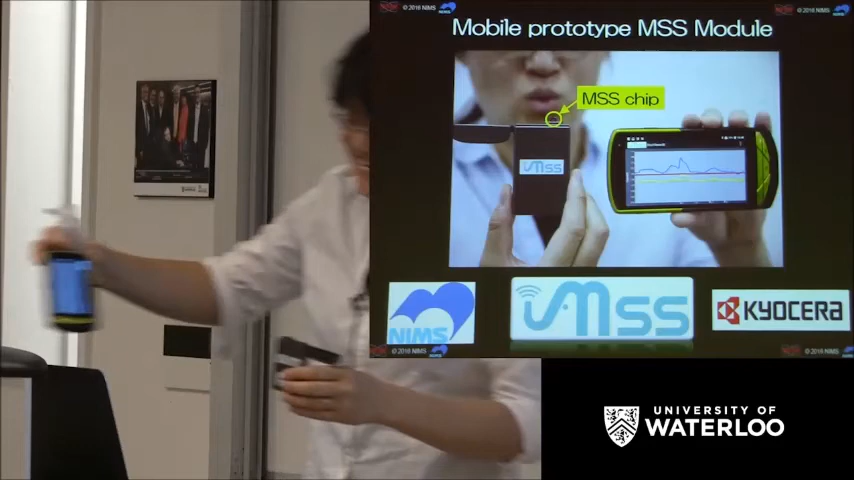 © 2016 NIMS
© 2016 NIMS
Mobile prototype MSS Module
MSS chip
MSS
NIMS
MSS
KYOCERA
© 2016 NIMS
© 2016 NIMS
UNIVERSITY OF
WATERLOO